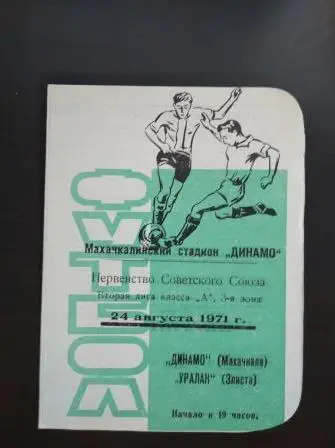 ФУТБОЛ
Махачкалинский стадион „ДИНАМО“
Первенство Советского Союза
Вторая лига класса „А“, 3-я зона
24 августа 1971 г.
„ДИНАМО“ (Махачкала)
„УРАЛАН“ (Элиста)
Начало в 19 часов.